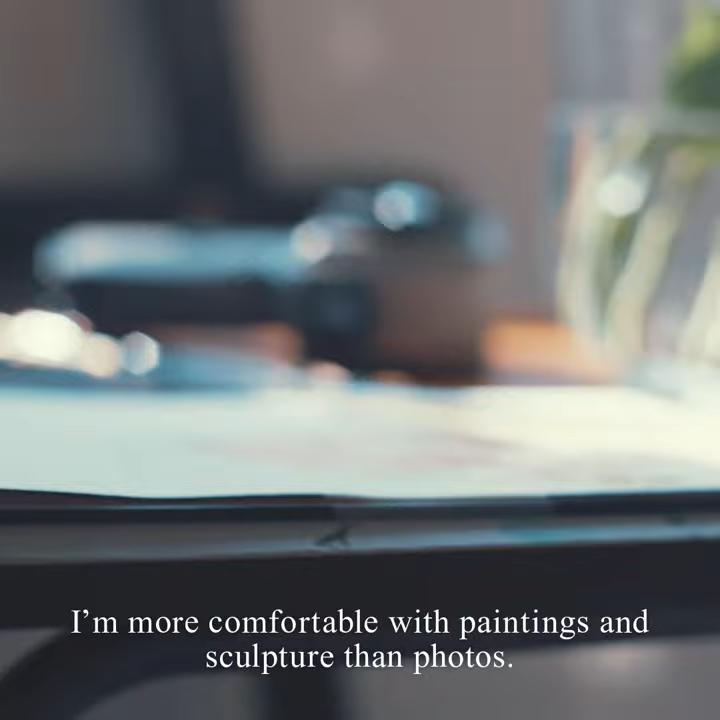 I’m more comfortable with paintings and
sculpture than photos.